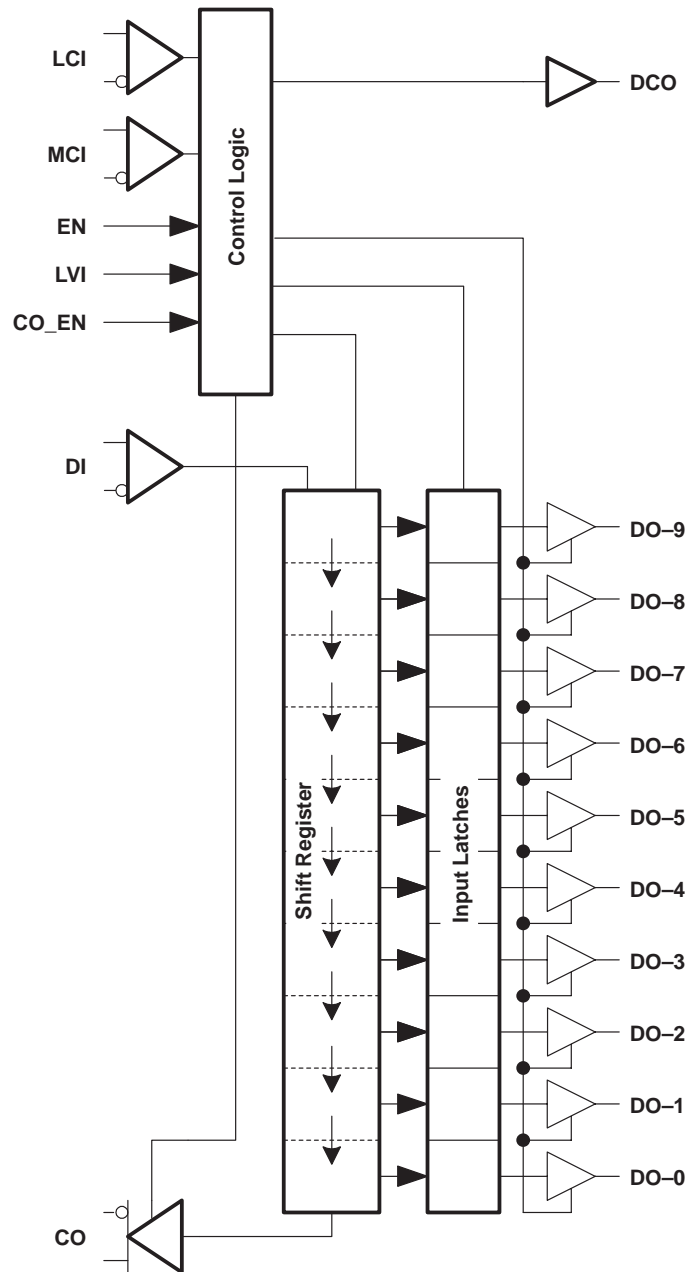 LCI
DCO
MCI
Control Logic
EN
LVI
CO_EN
DI
DO–9
DO–8
DO–7
DO–6
Shift Register
Input Latches
DO–5
DO–4
DO–3
DO–2
DO–1
DO–0
CO